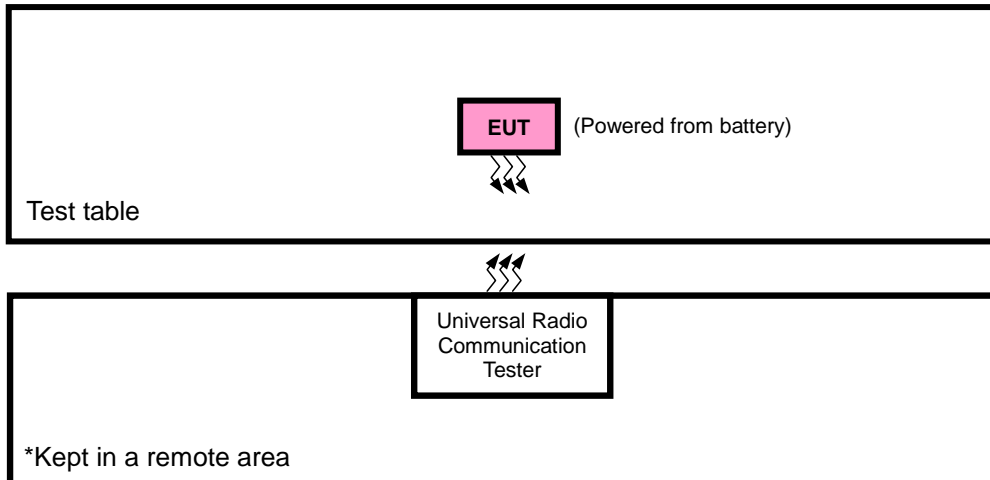 EUT
(Powered from battery)
Test table
Universal Radio
Communication
Tester
*Kept in a remote area